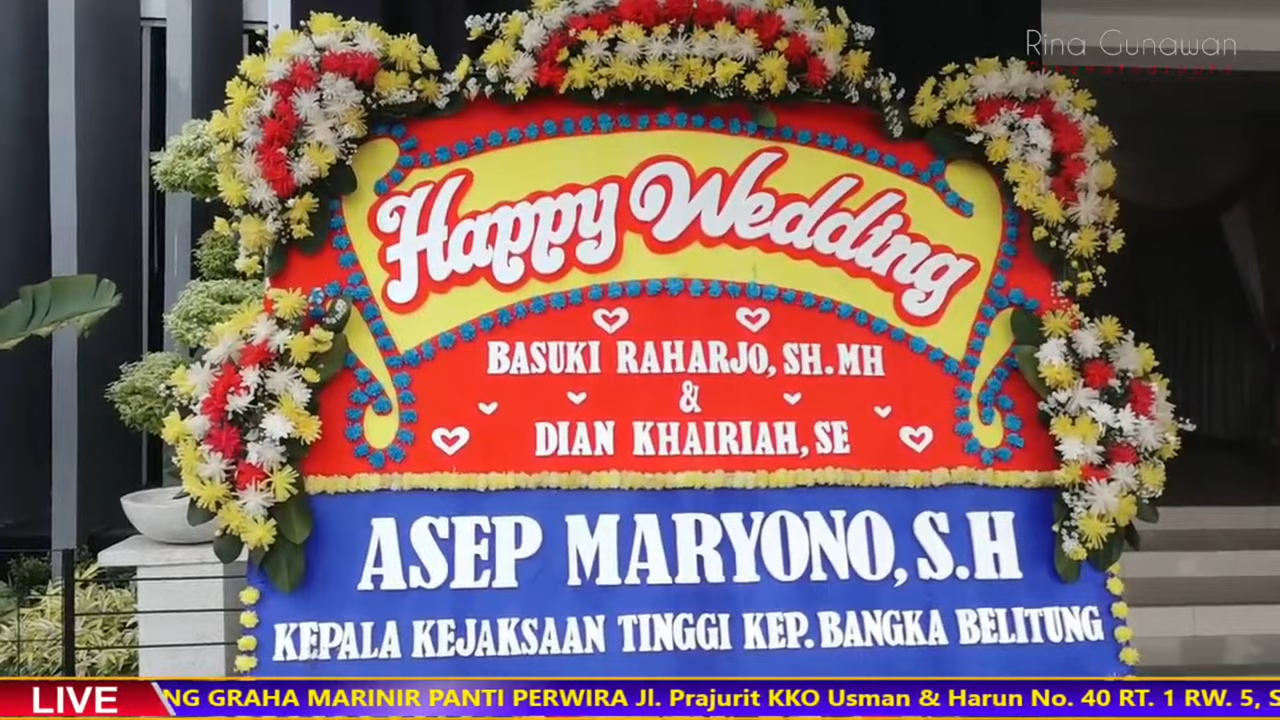 Rina Gunawan
Happy Wedding
BASUKI RAHARJO, SH.MH
&
DIAN KHAIRIAH, SE
ASEP MARYONO, S.H
KEPALA KEJAKSAAN TINGGI KEP. BANGKA BELITUNG
LIVE NG GRAHA MARINIR PANTI PERWIRA Jl. Prajurit KKO Usman & Harun No. 40 RT. 1 RW. 5, S